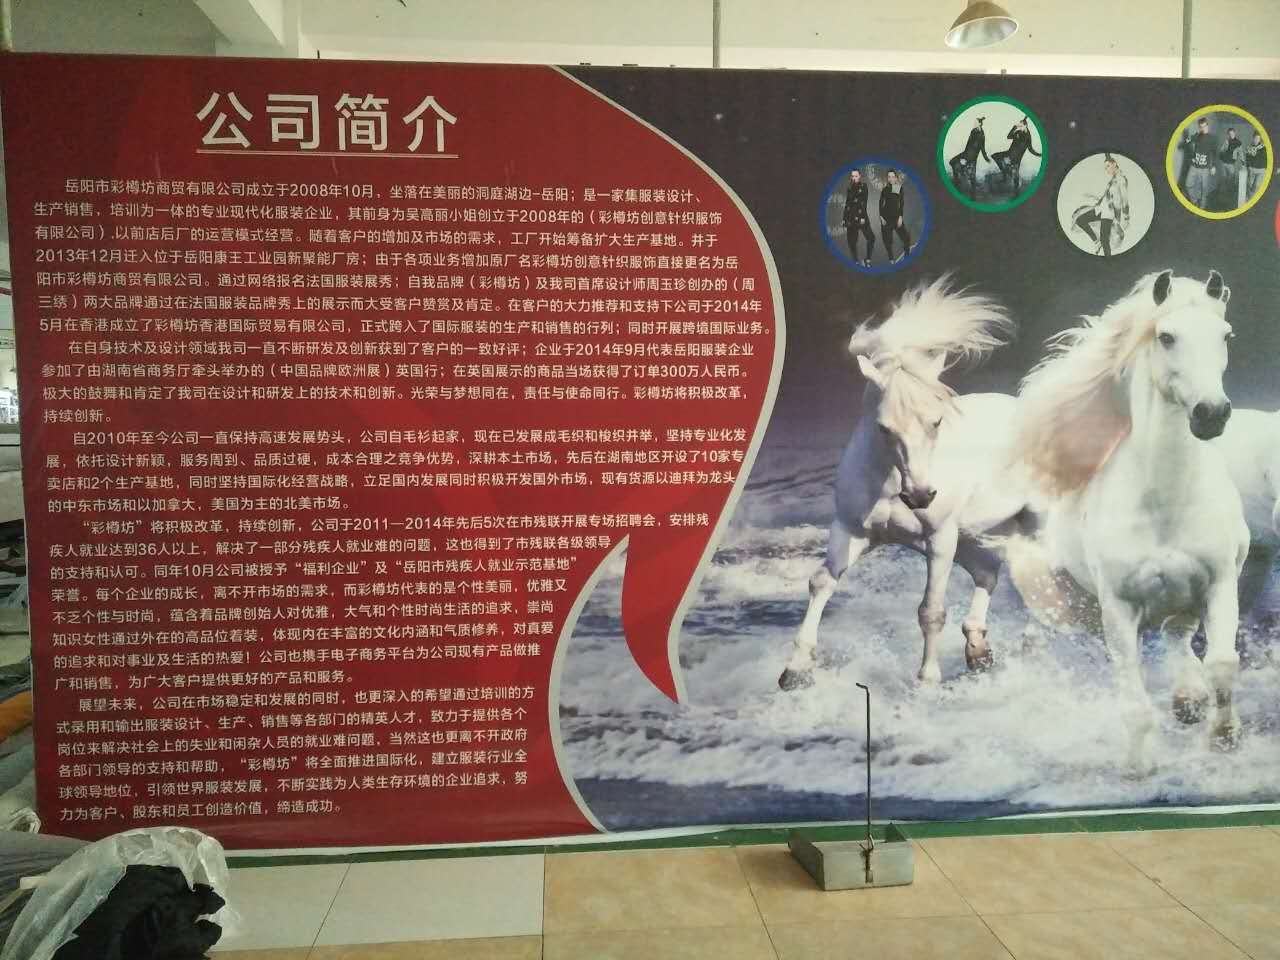 公司简介
岳阳市彩樽坊商贸有限公司成立于2008年10月，坐落在美丽的洞庭湖边-岳阳；是一家集服装设计、
生产销售，培训为一体的专业现代化服装企业，其前身为吴高丽小姐创立于2008年的（彩樽坊创意针织服饰
有限公司）.以前店后厂的运营模式经营。随着客户的增加及市场的需求，工厂开始筹备扩大生产基地。并于
2013年12月迁入位于岳阳康王工业园新聚能厂房；由于各项业务增加原厂名彩樽坊创意针织服饰直接更名为岳
阳市彩樽坊商贸有限公司。通过网络报名法国服装展秀；自我品牌（彩樽坊）及我司首席设计师周玉珍创办的（周
三绣）两大品牌通过在法国服装品牌秀上的展示而大受客户赞赏及肯定。在客户的大力推荐和支持下公司于2014年
5月在香港成立了彩樽坊香港国际贸易有限公司，正式跨入了国际服装的生产和销售的行列；同时开展跨境国际业务。
在自身技术及设计领域我司一直不断研发及创新获到了客户的一致好评；企业于2014年9月代表岳阳服装企业
参加了由湖南省商务厅牵头举办的（中国品牌欧洲展）英国行；在英国展示的商品当场获得了订单300万人民币。
极大的鼓舞和肯定了我司在设计和研发上的技术和创新。光荣与梦想同在，责任与使命同行。彩樽坊将积极改革，
持续创新。
自2010年至今公司一直保持高速发展势头，公司自毛衫起家，现在已发展成毛织和梭织并举，坚持专业化发
展，依托设计新颖，服务周到、品质过硬，成本合理之竞争优势，深耕本土市场，先后在湖南地区开设了10家专
卖店和2个生产基地，同时坚持国际化经营战略，立足国内发展同时积极开发国外市场，现有货源以迪拜为龙头
的中东市场和以加拿大，美国为主的北美市场。
“彩樽坊”将积极改革，持续创新，公司于2011—2014年先后5次在市残联开展专场招聘会，安排残
疾人就业达到36人以上，解决了一部分残疾人就业难的问题，这也得到了市残联各级领导
的支持和认可。同年10月公司被授予“福利企业”及“岳阳市残疾人就业示范基地”
荣誉。每个企业的成长，离不开市场的需求，而彩樽坊代表的是个性美丽，优雅又
不乏个性与时尚，蕴含着品牌创始人对优雅，大气和个性时尚生活的追求，崇尚
知识女性通过外在的高品位着装，体现内在丰富的文化内涵和气质修养，对真爱
的追求和对事业及生活的热爱！公司也携手电子商务平台为公司现有产品做推
广和销售，为广大客户提供更好的产品和服务。
展望未来，公司在市场稳定和发展的同时，也更深入的希望通过培训的方
式录用和输出服装设计、生产、销售等各部门的精英人才，致力于提供各个
岗位来解决社会上的失业和闲杂人员的就业难问题，当然这也更离不开政府
各部门领导的支持和帮助，“彩樽坊”将全面推进国际化，建立服装行业全
球领导地位，引领世界服装发展，不断实践为人类生存环境的企业追求，努
力为客户、股东和员工创造价值，缔造成功。